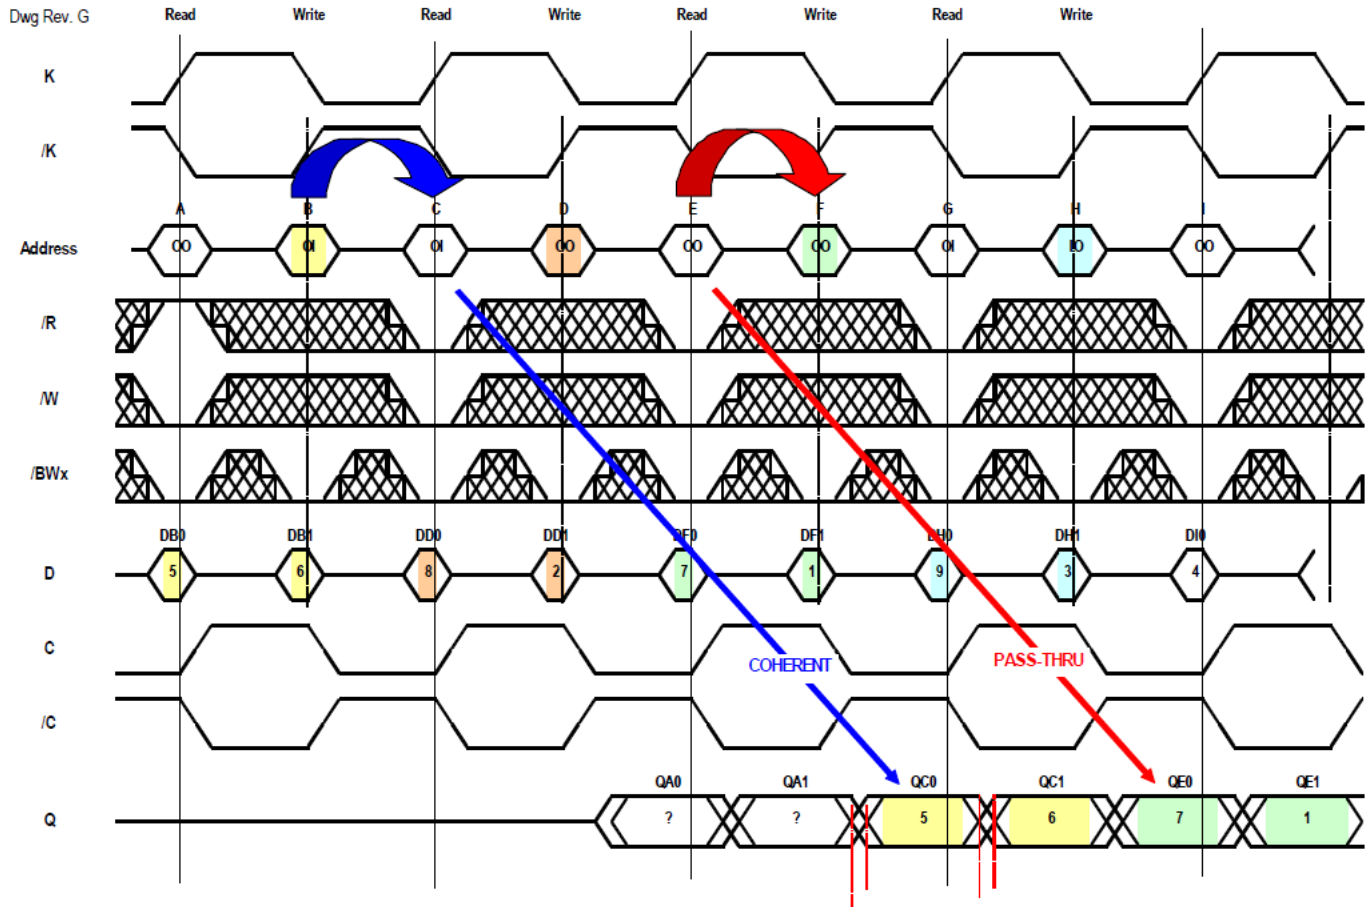 Dwg Rev. G Read Write Read Write Read Write Read Write
K
/K
A B C D E F G H I
Address OO OI OI OO OO OO OI IO OO
/R
/W
/BWx
DB0 DB1 DD0 DD1 DF0 DF1 DH0 DH1 DI0
D 5 6 8 2 7 1 9 3 4
C
COHERENT PASS-THRU
/C
QA0 QA1 QC0 QC1 QE0 QE1
Q ? ? 5 6 7 1